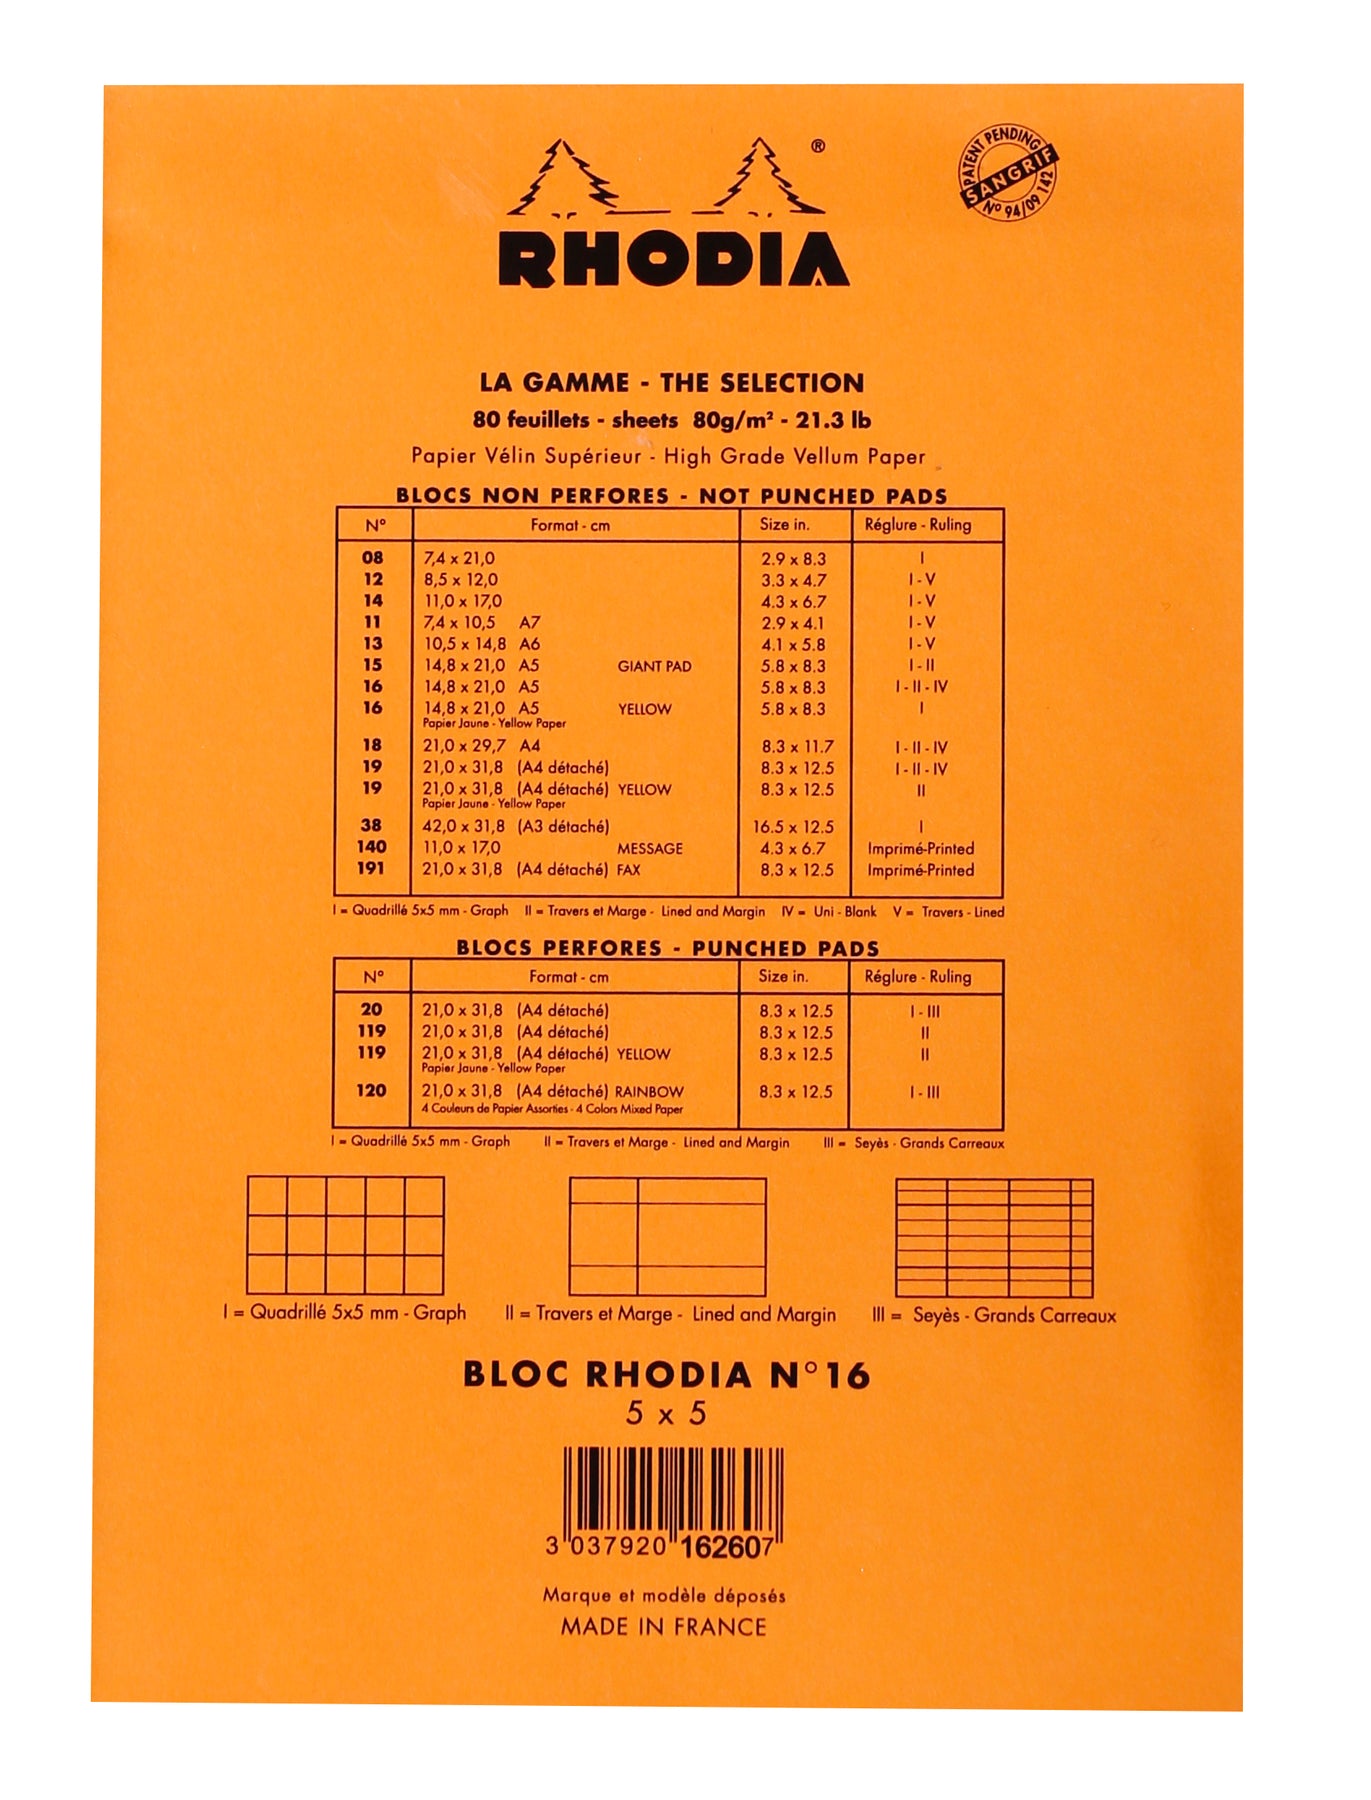 ®
PATENT PENDING
SANGRIF
N° 94/09 142
RHODIA
LA GAMME - THE SELECTION
80 feuillets - sheets 80g/m² - 21.3 lb
Papier Vélin Supérieur - High Grade Vellum Paper
BLOCS NON PERFORES - NOT PUNCHED PADS
N° Format - cm Size in. Réglure - Ruling
08 7,4 x 21,0 2.9 x 8.3 I
12 8,5 x 12,0 3.3 x 4.7 I - V
14 11,0 x 17,0 4.3 x 6.7 I - V
11 7,4 x 10,5 A7 2.9 x 4.1 I - V
13 10,5 x 14,8 A6 4.1 x 5.8 I - V
15 14,8 x 21,0 A5 GIANT PAD 5.8 x 8.3 I - II
16 14,8 x 21,0 A5 5.8 x 8.3 I - II - IV
16 14,8 x 21,0 A5 YELLOW 5.8 x 8.3 I
Papier Jaune - Yellow Paper
18 21,0 x 29,7 A4 8.3 x 11.7 I - II - IV
19 21,0 x 31,8 (A4 détaché) 8.3 x 12.5 I - II - IV
19 21,0 x 31,8 (A4 détaché) YELLOW 8.3 x 12.5 II
Papier Jaune - Yellow Paper
38 42,0 x 31,8 (A3 détaché) 16.5 x 12.5 I
140 11,0 x 17,0 MESSAGE 4.3 x 6.7 Imprimé-Printed
191 21,0 x 31,8 (A4 détaché) FAX 8.3 x 12.5 Imprimé-Printed
I = Quadrillé 5x5 mm - Graph II = Travers et Marge - Lined and Margin IV = Uni - Blank V = Travers - Lined
BLOCS PERFORES - PUNCHED PADS
N° Format - cm Size in. Réglure - Ruling
20 21,0 x 31,8 (A4 détaché) 8.3 x 12.5 I - III
119 21,0 x 31,8 (A4 détaché) 8.3 x 12.5 II
119 21,0 x 31,8 (A4 détaché) YELLOW 8.3 x 12.5 II
Papier Jaune - Yellow Paper
120 21,0 x 31,8 (A4 détaché) RAINBOW 8.3 x 12.5 I - III
4 Couleurs de Papier Assorties - 4 Colors Mixed Paper
I = Quadrillé 5x5 mm - Graph II = Travers et Marge - Lined and Margin III = Seyès - Grands Carreaux
I = Quadrillé 5x5 mm - Graph II = Travers et Marge - Lined and Margin III = Seyès - Grands Carreaux
BLOC RHODIA N° 16
5 x 5
3 037920 162607
Marque et modèle déposés
MADE IN FRANCE